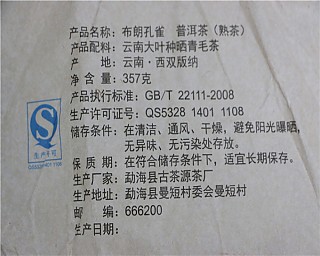 产品名称：布朗孔雀 普洱茶（熟茶）
产品配料：云南大叶种晒青毛茶
产 地：云南·西双版纳
净 含 量：357克
产品执行标准：GB/T 22111-2008
生产许可证号：QS5328 1401 1108
储存条件：在清洁、通风、干燥，避免阳光曝晒，
无异味、无污染处存放。
保 质 期：在符合储存条件下，适宜长期保存。
生产厂家：勐海县古茶源茶厂
生产地址：勐海县曼短村委会曼短村
邮 编：666200
生产日期：
生产许可